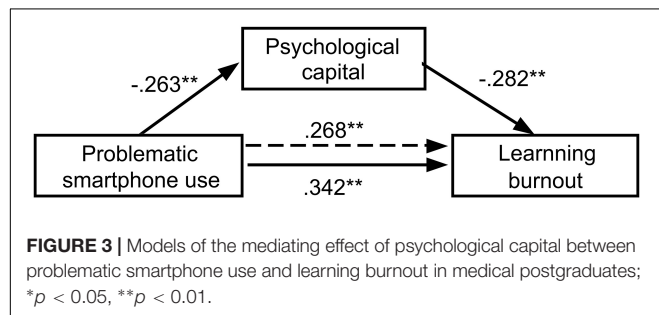 Psychological
capital
-.263**
-.282**
.268**
Problematic
smartphone use
Learnning
burnout
.342**
FIGURE 3 | Models of the mediating effect of psychological capital between
problematic smartphone use and learning burnout in medical postgraduates;
*p < 0.05, **p < 0.01.